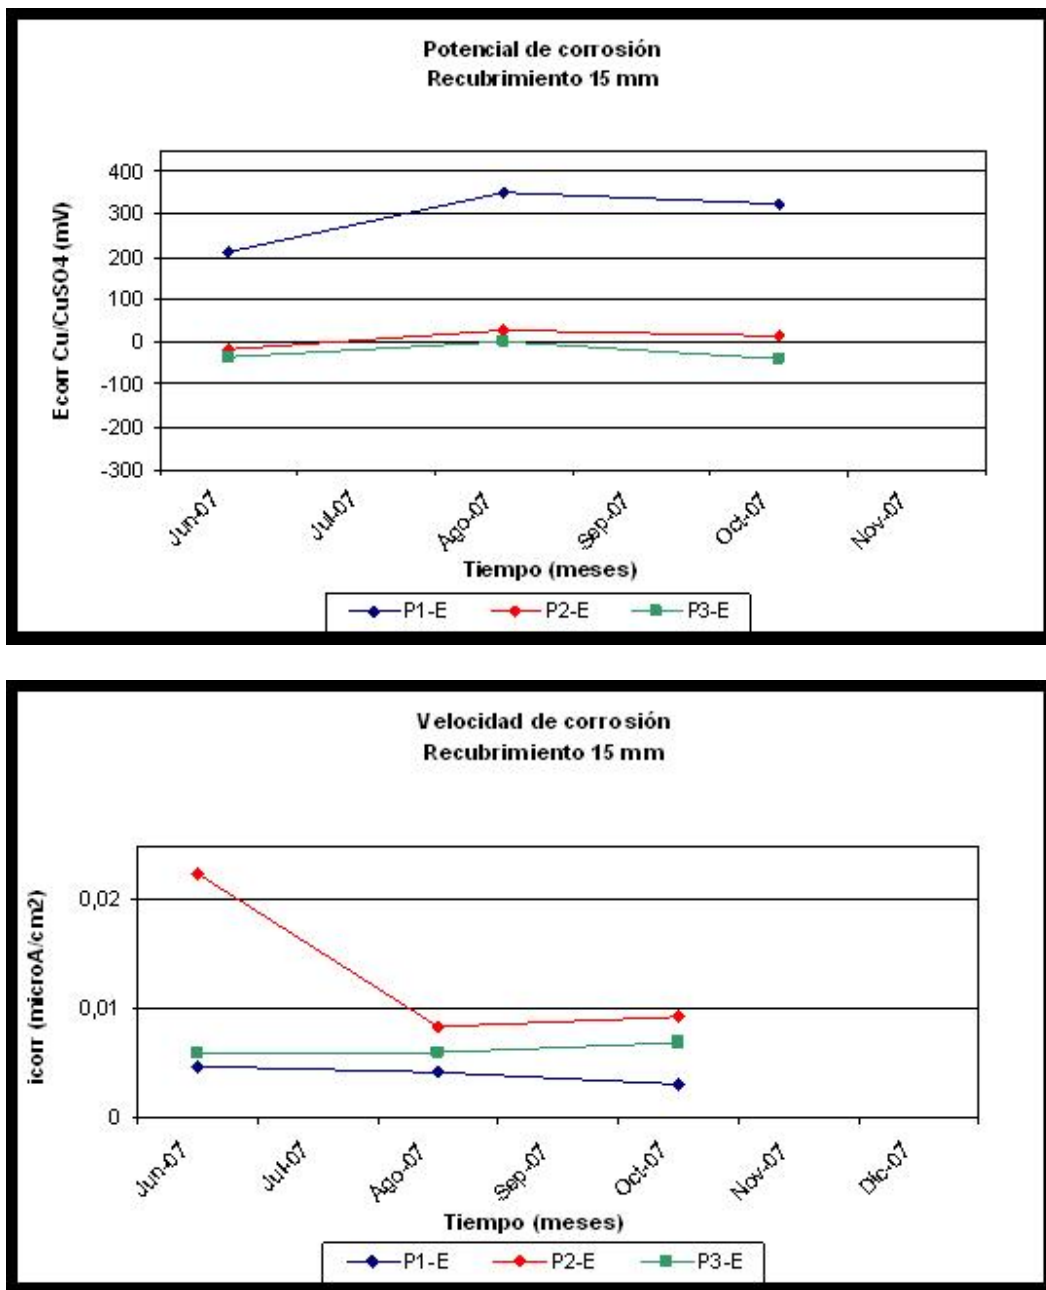 Potencial de corrosión
Recubrimiento 15 mm
Ecorr Cu/CuSO4 (mV)
400
300
200
100
0
-100
-200
-300
Jun-07
Jul-07
Ago-07
Sep-07
Oct-07
Nov-07
Tiempo (meses)
P1-E P2-E P3-E
Velocidad de corrosión
Recubrimiento 15 mm
icorr (microA/cm2)
0,02
0,01
0
Jun-07
Jul-07
Ago-07
Sep-07
Oct-07
Nov-07
Dic-07
Tiempo (meses)
P1-E P2-E P3-E